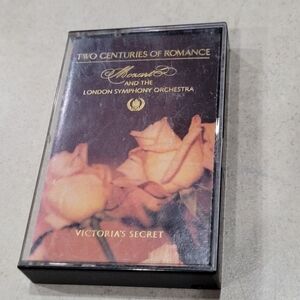 TWO CENTURIES OF ROMANCE
Mozart
AND THE
LONDON SYMPHONY ORCHESTRA
VICTORIA'S SECRET